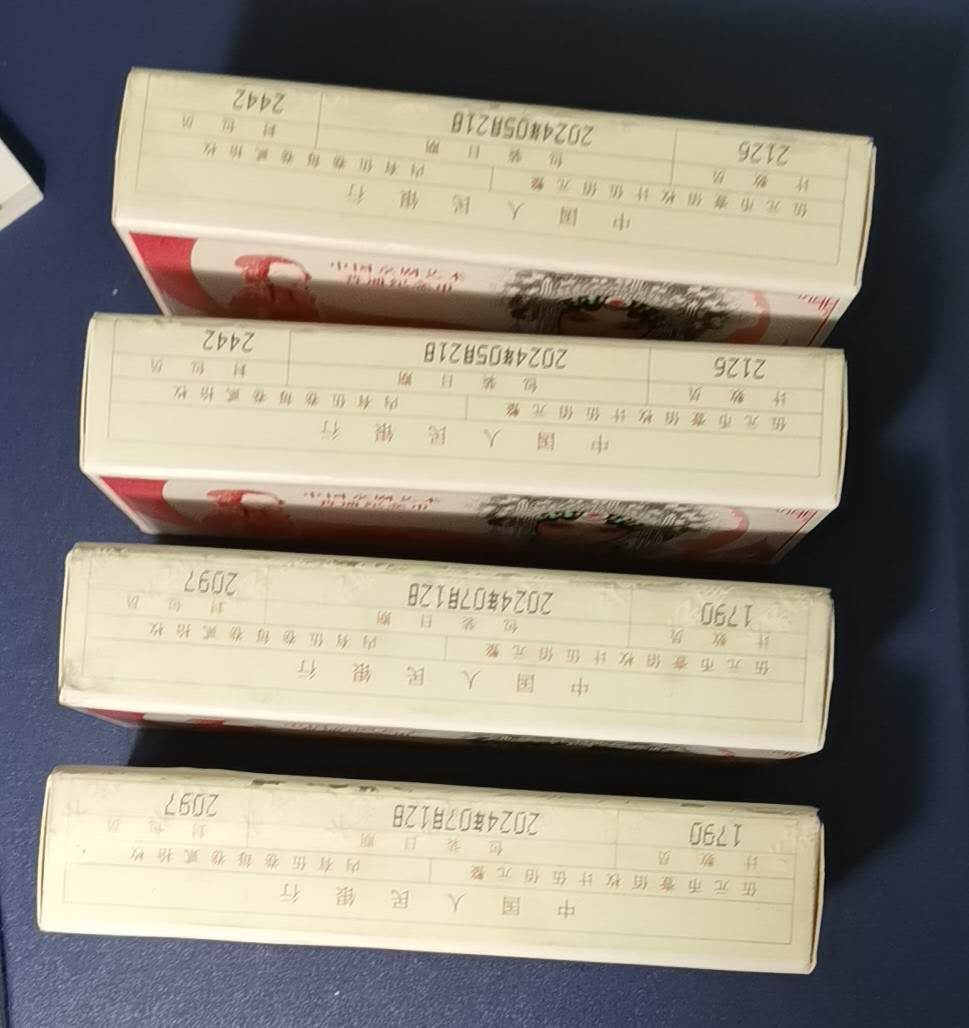 中国人民银行
伍元币壹佰枚计伍佰元整 内有伍卷每卷贰拾枚
计数员 包装日期 封包员
1790 2024年07月12日 2097
中国人民银行
伍元币壹佰枚计伍佰元整 内有伍卷每卷贰拾枚
计数员 包装日期 封包员
1790 2024年07月12日 2097
中国人民银行
伍元币壹佰枚计伍佰元整 内有伍卷每卷贰拾枚
计数员 包装日期 封包员
2126 2024年05月21日 2442
中国人民银行
伍元币壹佰枚计伍佰元整 内有伍卷每卷贰拾枚
计数员 包装日期 封包员
2126 2024年05月21日 2442